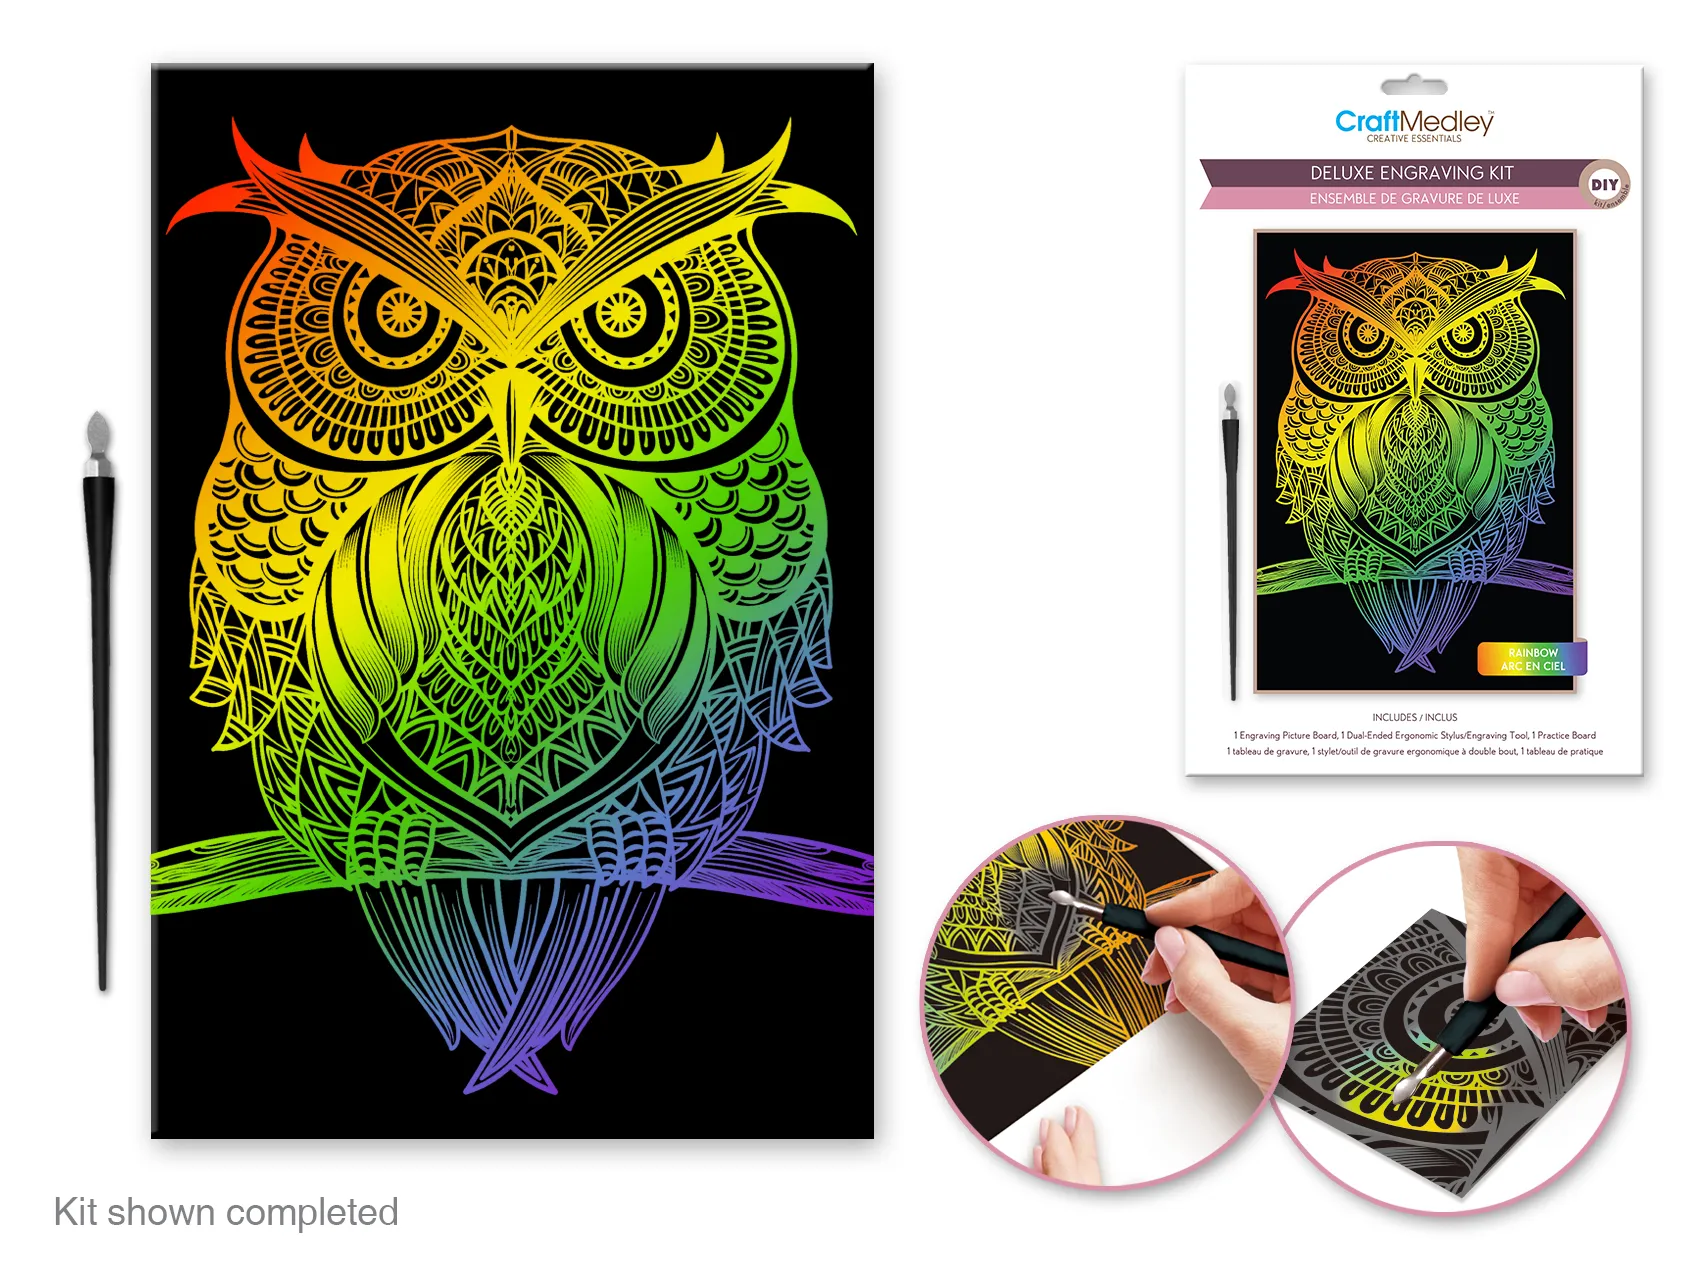 CraftMedley™
CREATIVE ESSENTIALS
DELUXE ENGRAVING KIT
ENSEMBLE DE GRAVURE DE LUXE
DIY
kit/ensemble
RAINBOW
ARC EN CIEL
INCLUDES / INCLUS
1 Engraving Picture Board, 1 Dual-Ended Ergonomic Stylus/Engraving Tool, 1 Practice Board
1 tableau de gravure, 1 stylet/outil de gravure ergonomique à double bout, 1 tableau de pratique
Kit shown completed